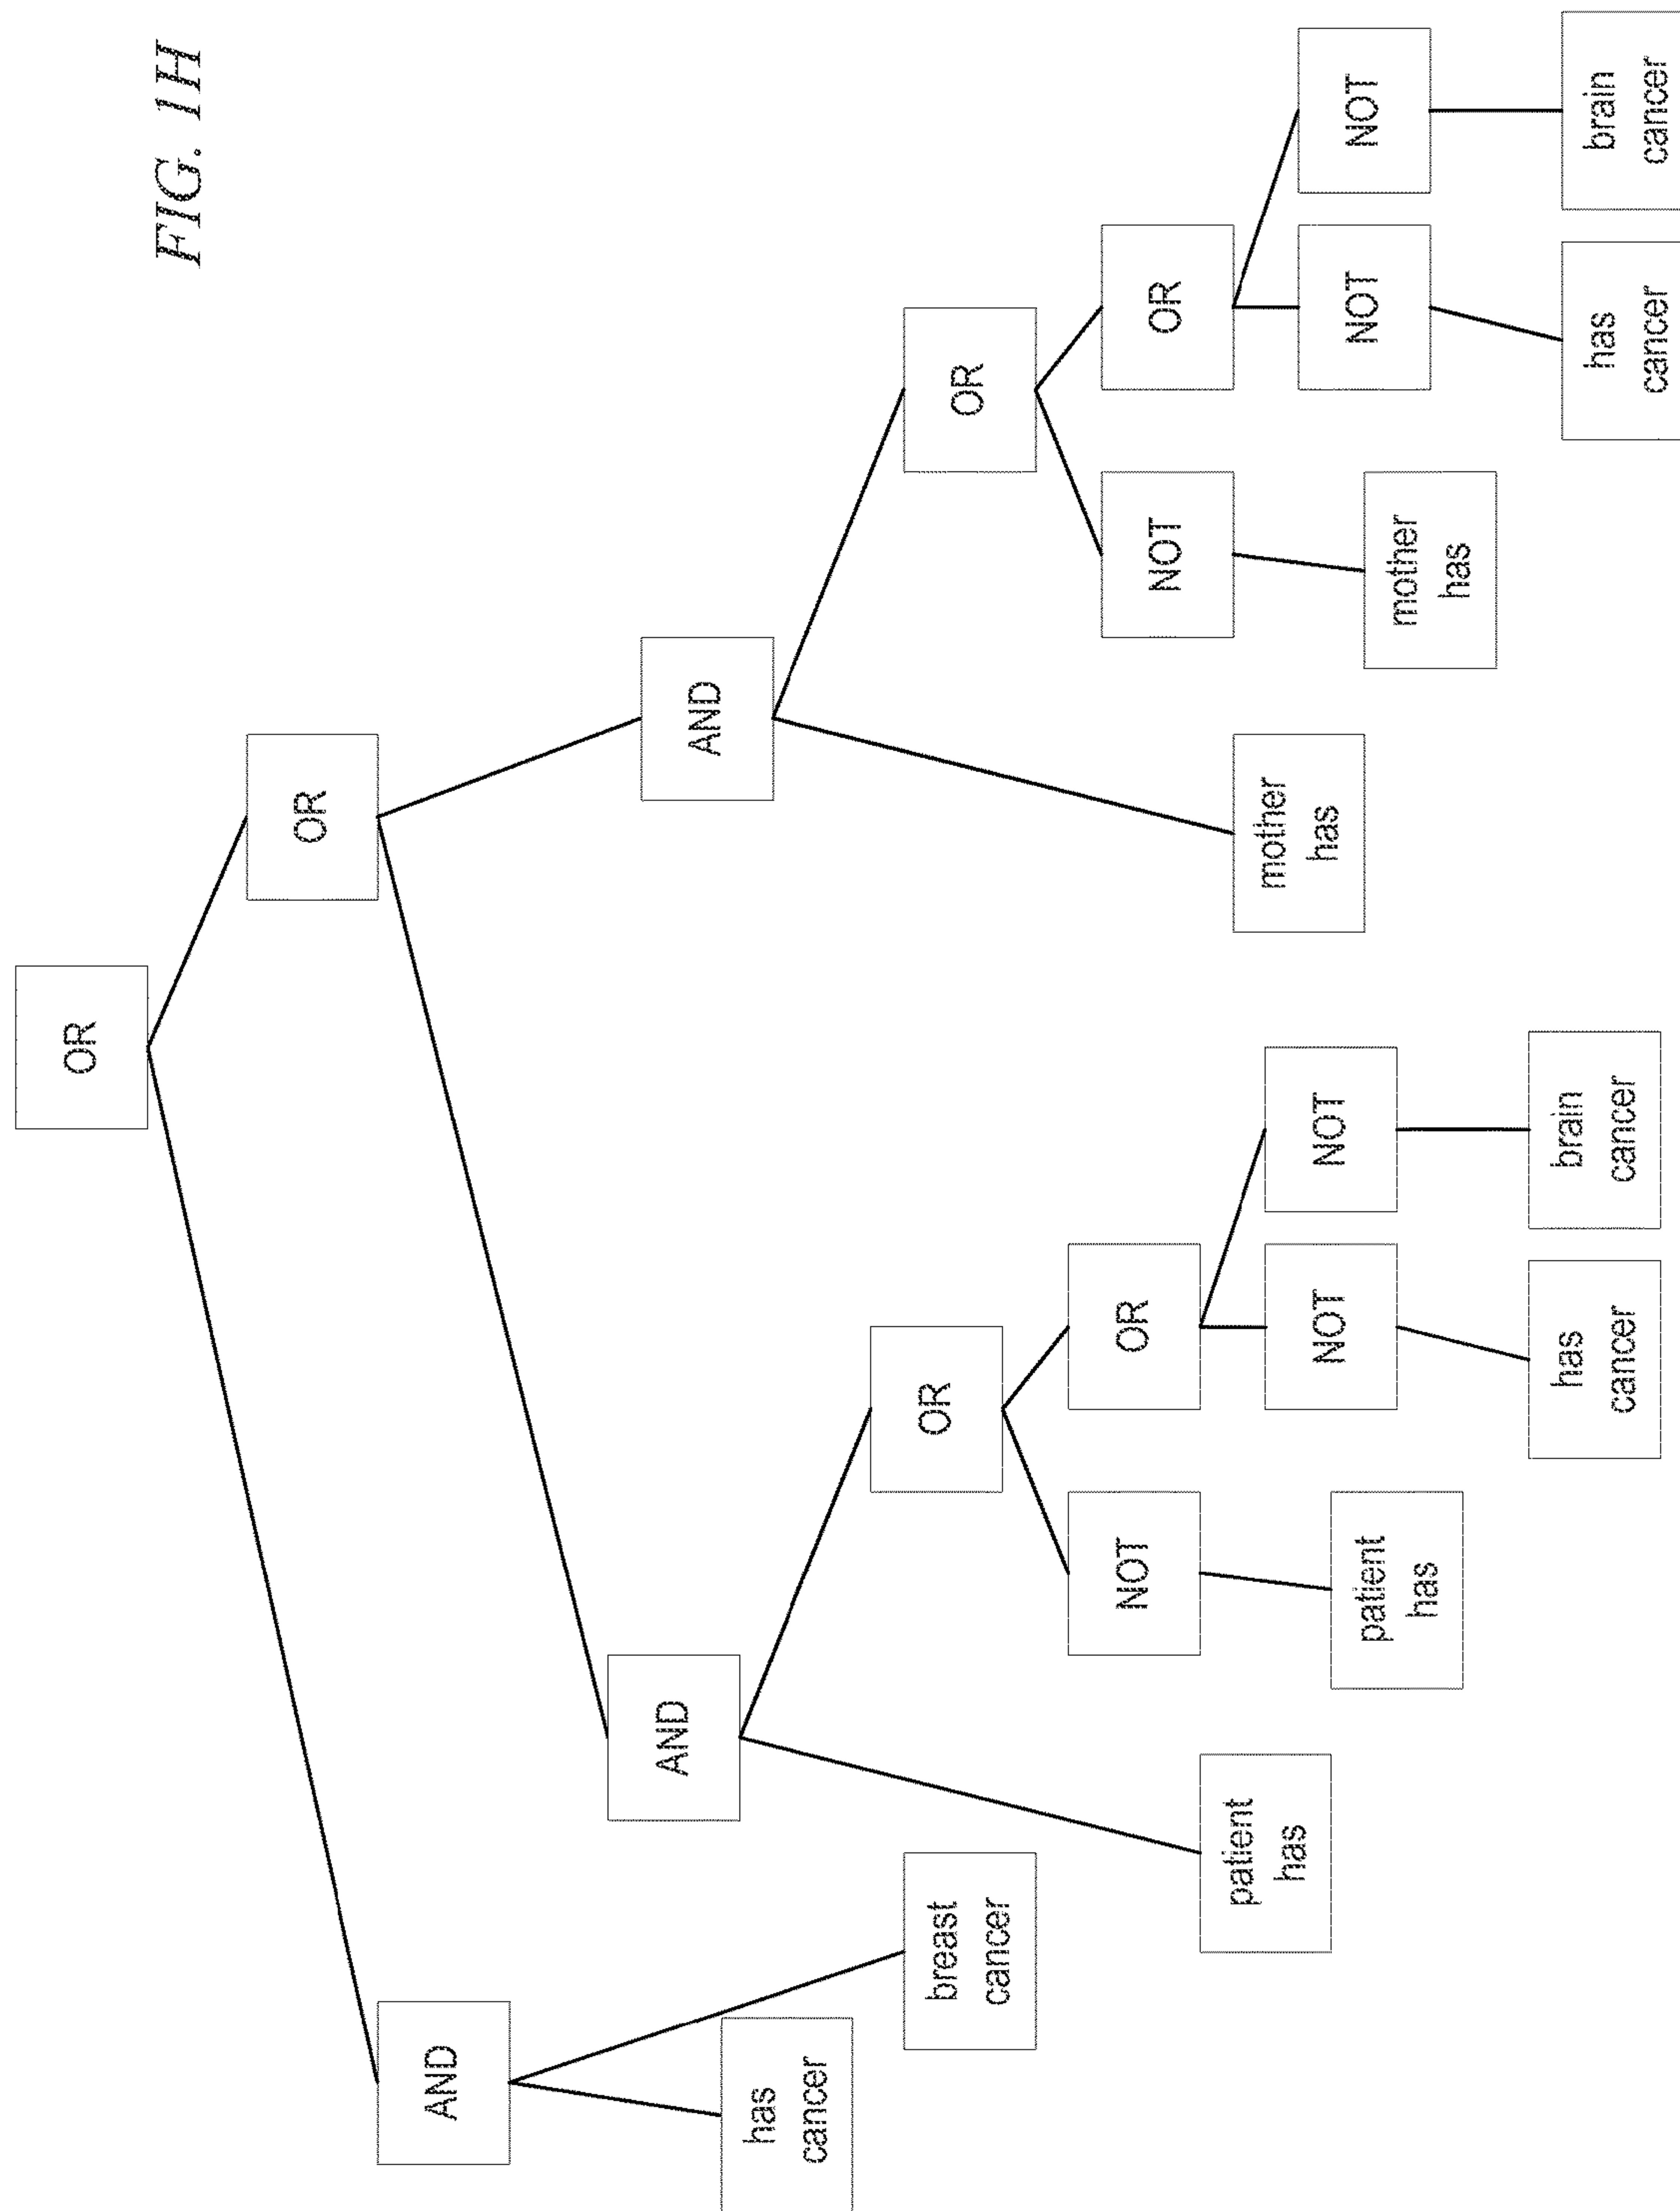 FIG. 1H
OR
OR
AND
AND
AND
has
cancer
breast
cancer
OR
OR
NOT
OR
NOT
OR
patient
has
mother
has
NOT
NOT
NOT
NOT
patient
has
mother
has
has
cancer
brain
cancer
has
cancer
brain
cancer